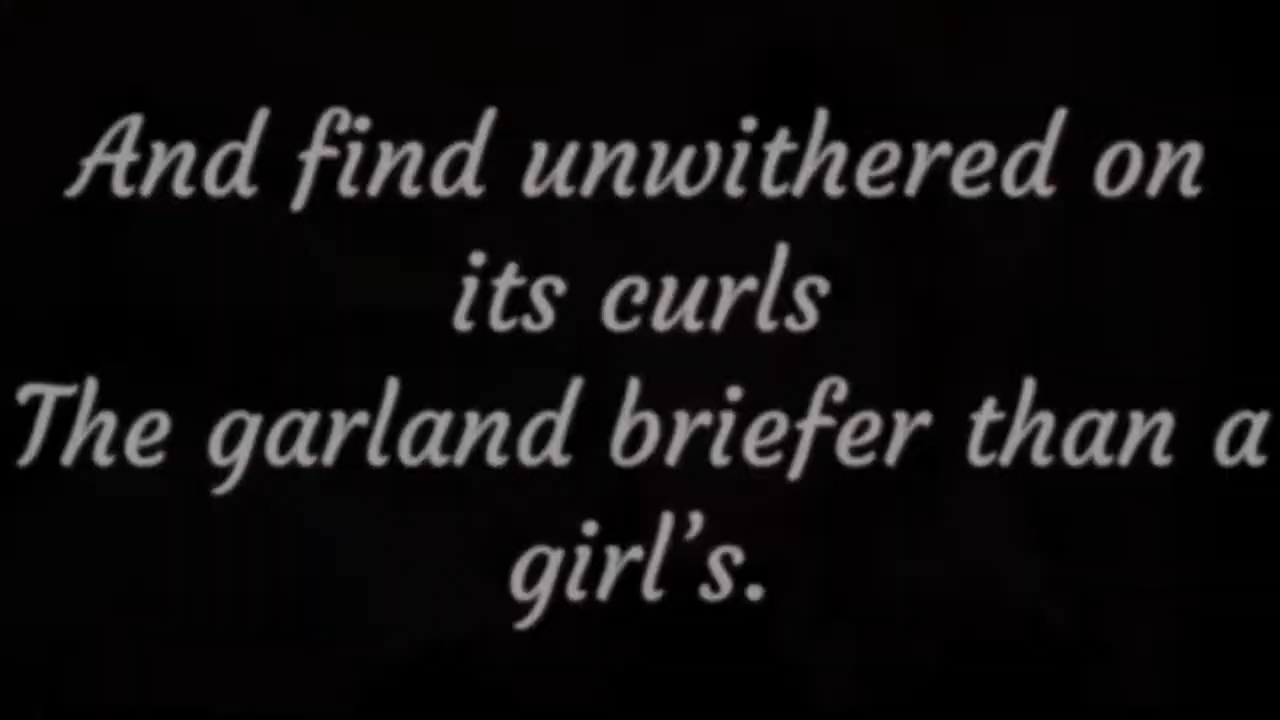 And find unwithered on
its curls
The garland briefer than a
girl’s.